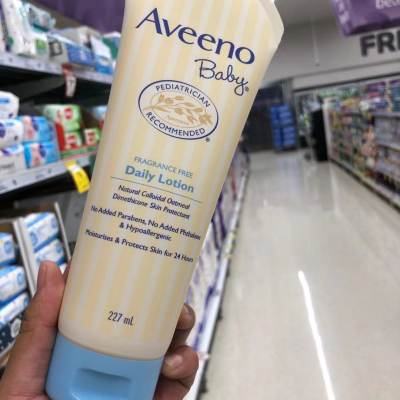 Aveeno
Baby
PEDIATRICIAN
RECOMMENDED
FRAGRANCE FREE
Daily Lotion
Natural Colloidal Oatmeal
Dimethicone Skin Protectant
No Added Parabens, No Added Phthalates
& Hypoallergenic
Moisturises & Protects Skin for 24 Hours
227 mL
FR